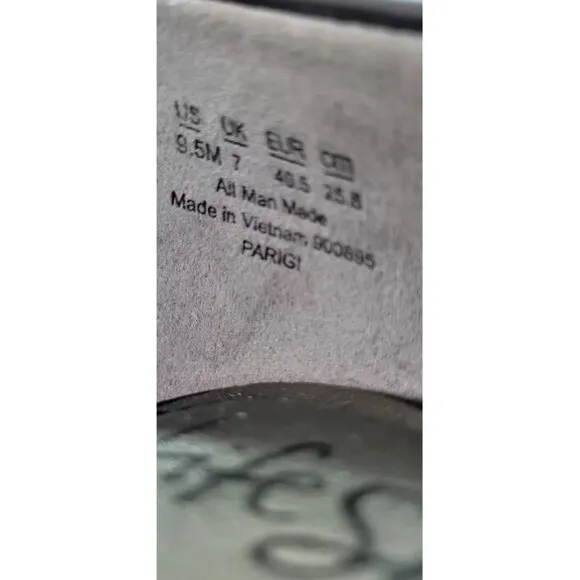 US UK EUR cm
9.5M 7 40.5 25.8
All Man Made
Made in Vietnam 900895
PARIGI